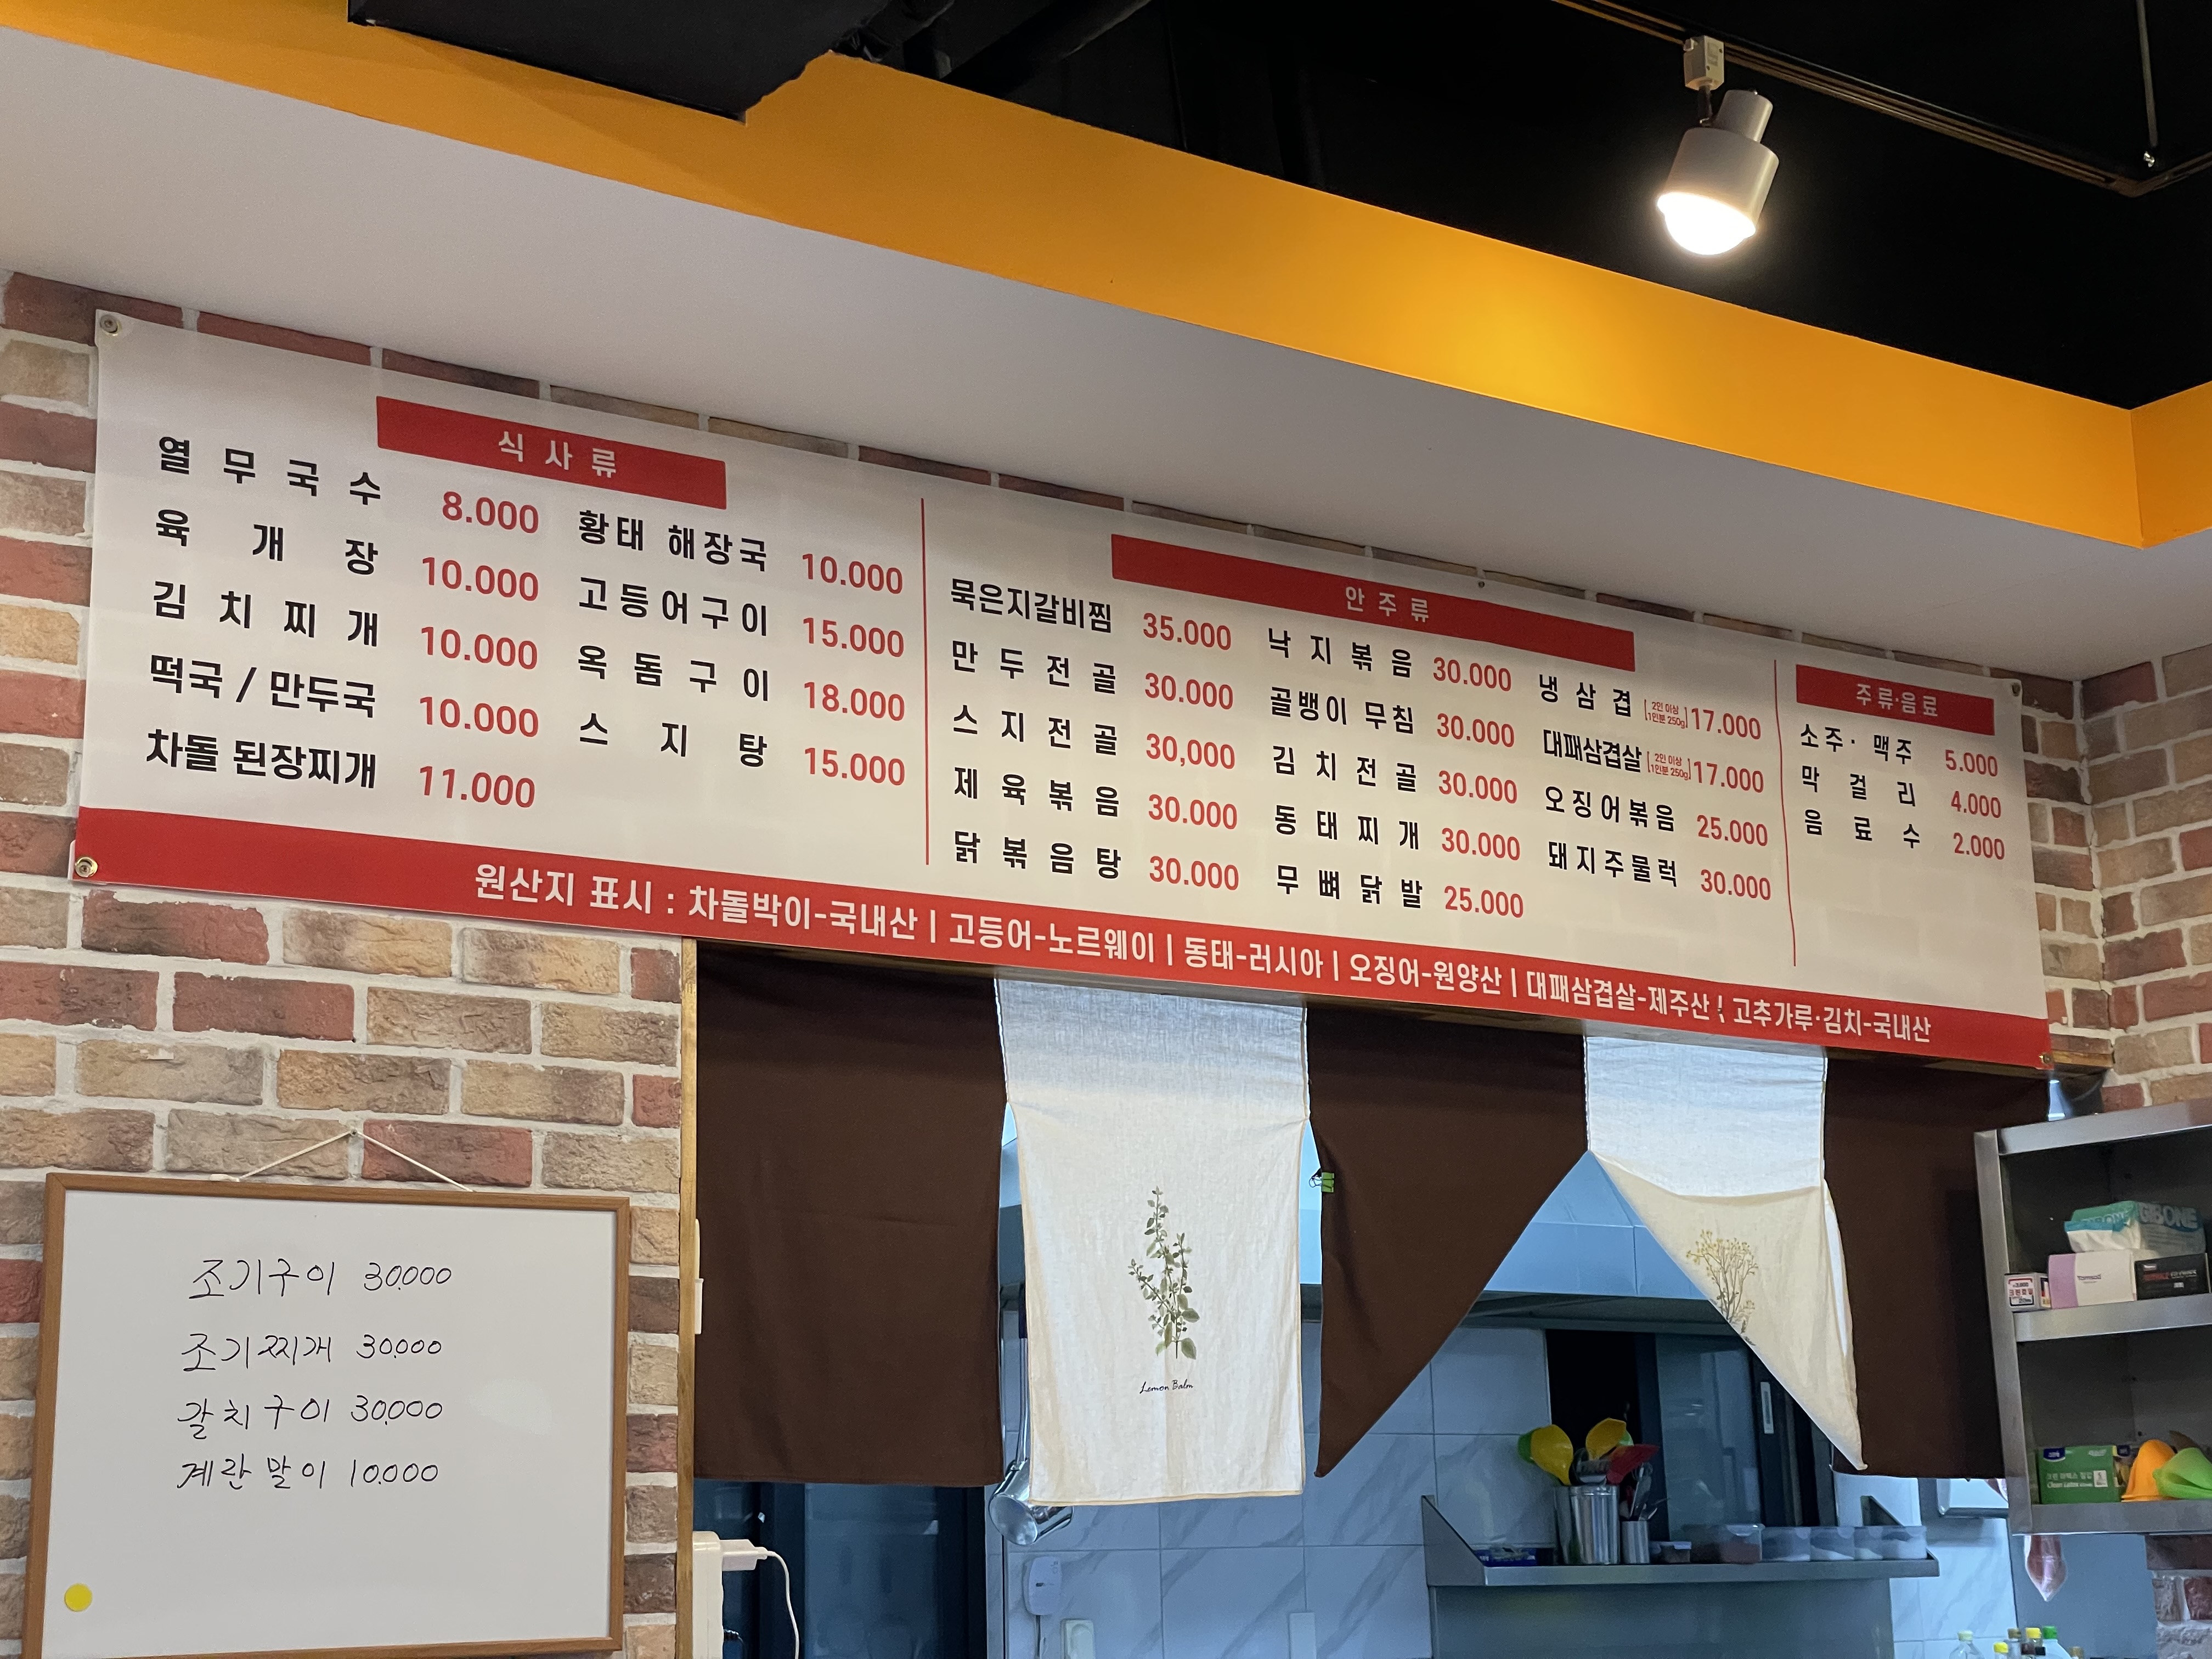 식사류
열무국수 8.000
육개장 10.000
김치찌개 10.000
떡국 / 만두국 10.000
차돌 된장찌개 11.000
황태 해장국 10.000
고등어구이 15.000
옥돔구이 18.000
스지탕 15.000
안주류
묵은지갈비찜 35.000
만두전골 30.000
스지전골 30,000
제육볶음 30.000
닭볶음탕 30.000
낙지볶음 30.000
골뱅이 무침 30.000
김치전골 30.000
동태찌개 30.000
무뼈닭발 25.000
냉삼겹 [2인 이상 1인분 250g] 17.000
대패삼겹살 [2인 이상 1인분 250g] 17.000
오징어볶음 25.000
돼지주물럭 30.000
주류·음료
소주· 맥주 5.000
막걸리 4.000
음료수 2.000
원산지 표시 : 차돌박이-국내산 | 고등어-노르웨이 | 동태-러시아 | 오징어-원양산 | 대패삼겹살-제주산 | 고추가루·김치-국내산
조기구이 30.000
조기찌개 30.000
갈치구이 30.000
계란말이 10.000
Lemon Balm
GIBONE